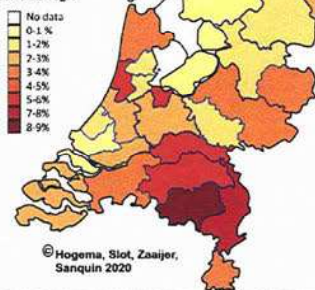 No data
0-1 %
1-2%
2-3%
3-4%
4-5%
5-6%
7-8%
8-9%
© Hogema, Slot, Zaaijer,
Sanquin 2020